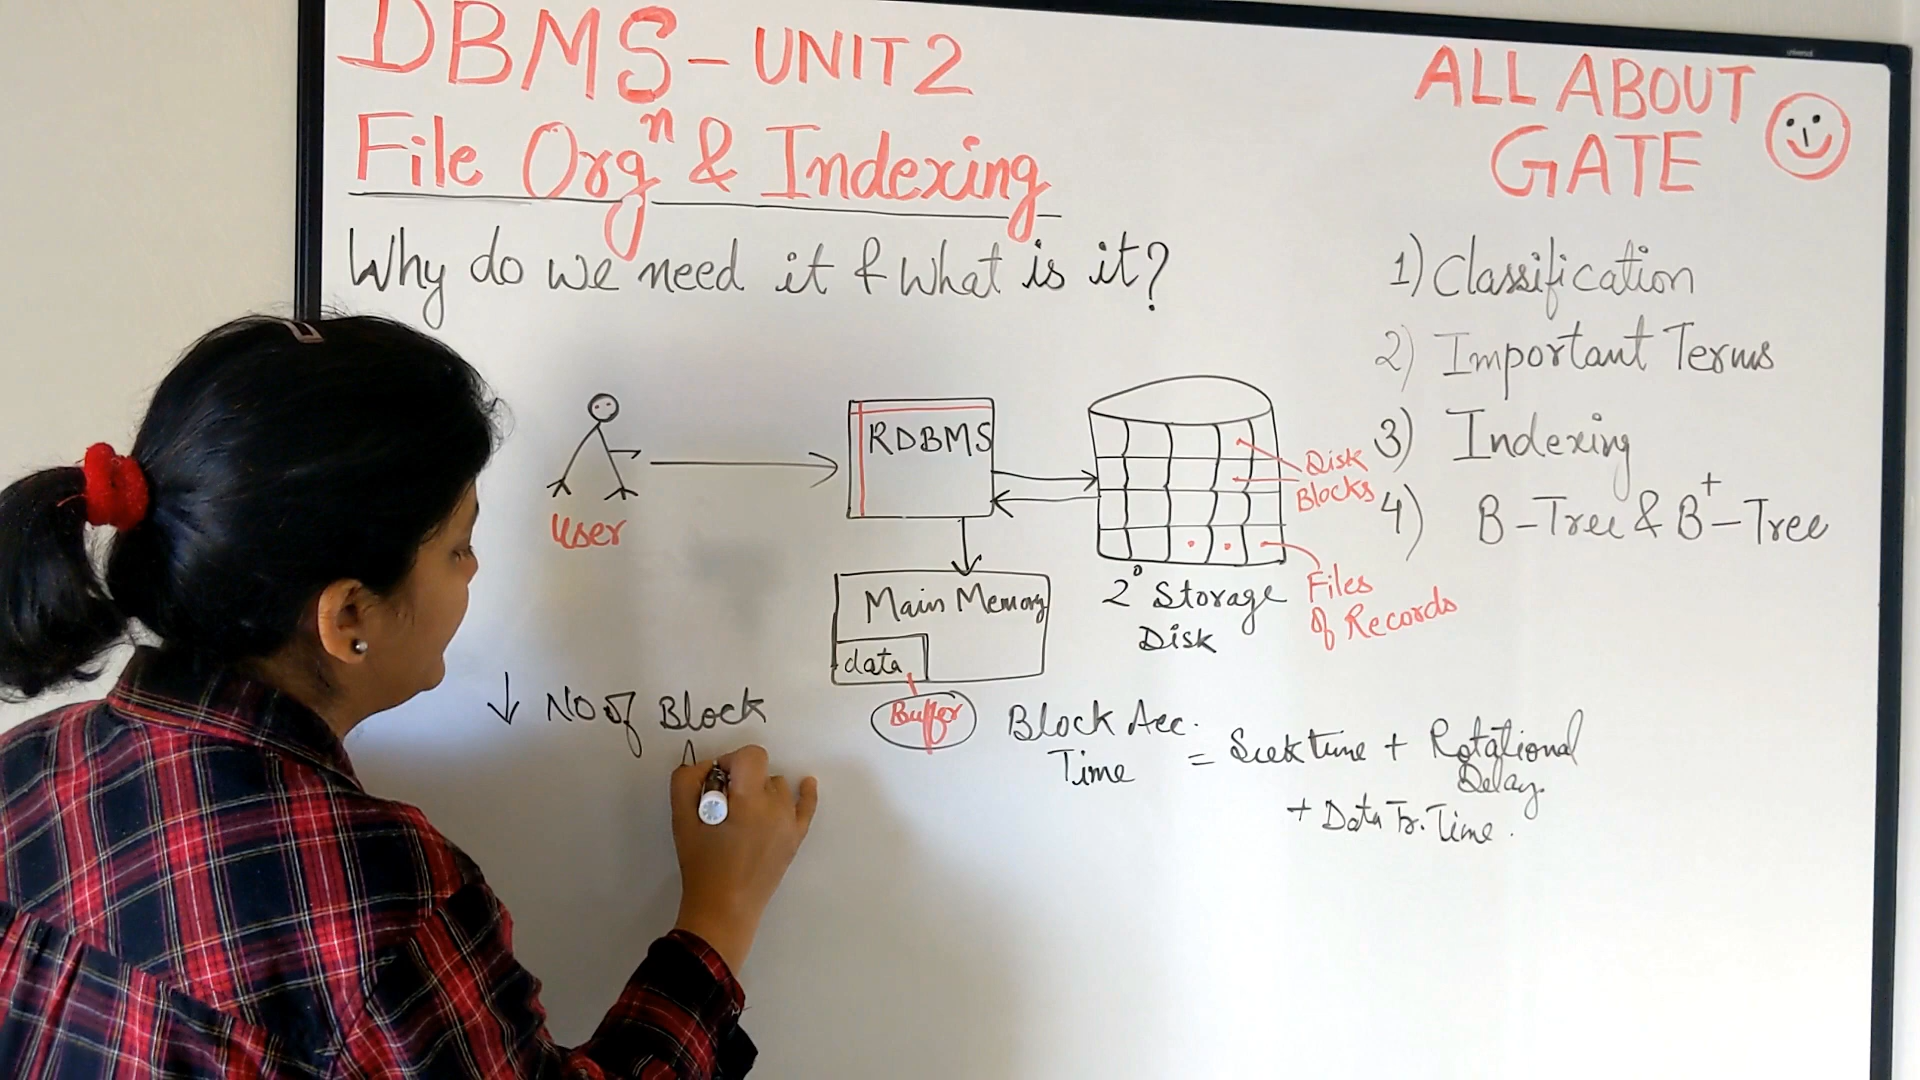 DBMS - UNIT 2
File Orgⁿ & Indexing
Why do we need it & What is it?
ALL ABOUT
GATE
1) Classification
2) Important Terms
3) Indexing
4) B-Tree & B⁺-Tree
User
RDBMS
Disk
Blocks
Main Memory
data
Buffer
2° Storage
Disk
Files
of Records
↓ No of Block
A
Block Acc.
Time
= Seek time + Rotational
Delay
+ Data Tr. Time.